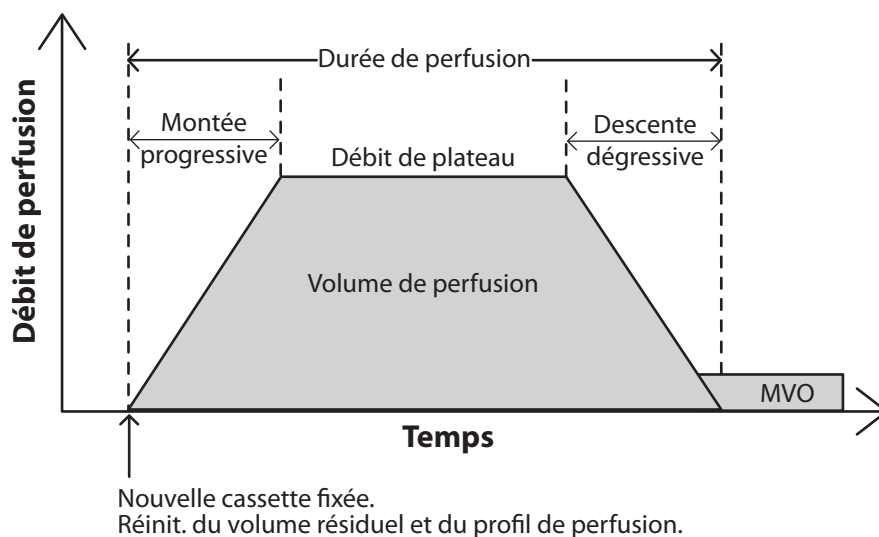 Durée de perfusion
Montée
progressive
Descente
dégressive
Débit de plateau
Débit de perfusion
Volume de perfusion
MVO
Temps
Nouvelle cassette fixée.
Réinit. du volume résiduel et du profil de perfusion.